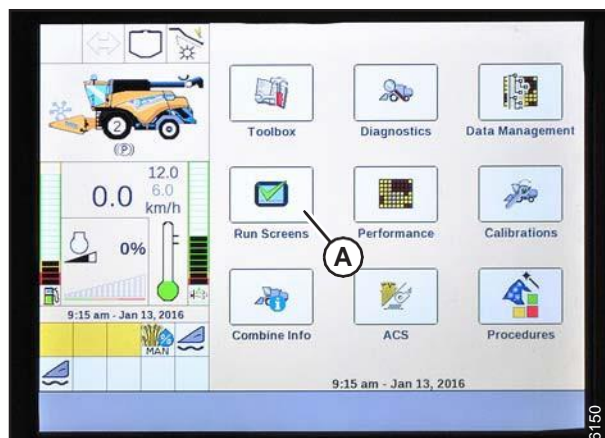 Toolbox Diagnostics Data Management
2
(P)
12.0
0.0 6.0
km/h
Run Screens Performance Calibrations
A
0%
9:15 am - Jan 13, 2016
MAN
Combine Info ACS Procedures
9:15 am - Jan 13, 2016
6150